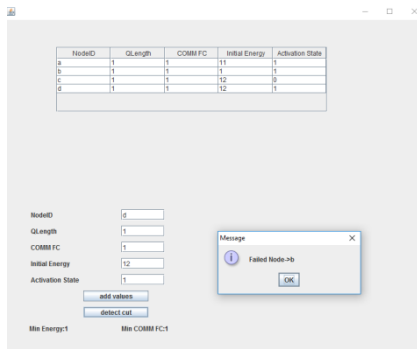 NodeID QLength COMM FC Initial Energy Activation State
a 1 1 11 1
b 1 1 1 1
c 1 1 12 0
d 1 1 12 1
NodeID d
QLength 1
COMM FC 1
Initial Energy 12
Activation State 1
add values
detect cut
Min Energy:1 Min COMM FC:1
Message
Failed Node->b
OK